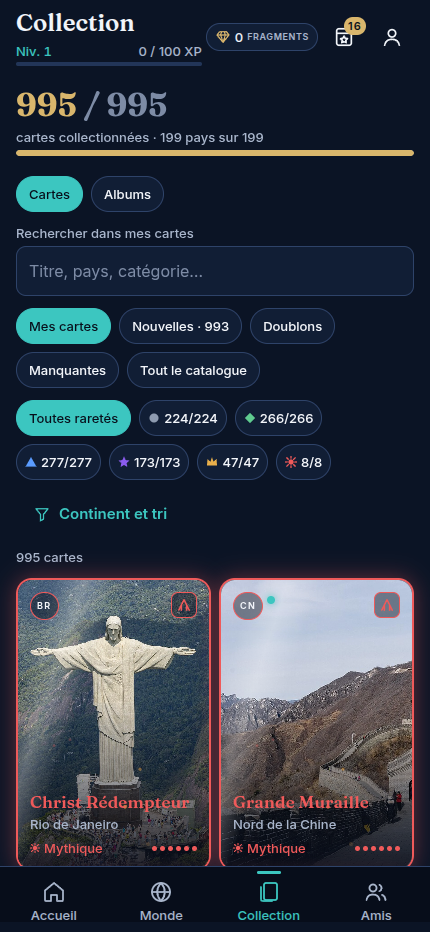 Collection
Niv. 1 0 / 100 XP
0 FRAGMENTS
16
995 / 995
cartes collectionnées · 199 pays sur 199
Cartes Albums
Rechercher dans mes cartes
Titre, pays, catégorie...
Mes cartes Nouvelles · 993 Doublons
Manquantes Tout le catalogue
Toutes raretés 224/224 266/266
277/277 173/173 47/47 8/8
Continent et tri
995 cartes
BR
Christ Rédempteur
Rio de Janeiro
Mythique
CN
Grande Muraille
Nord de la Chine
Mythique
Accueil Monde Collection Amis